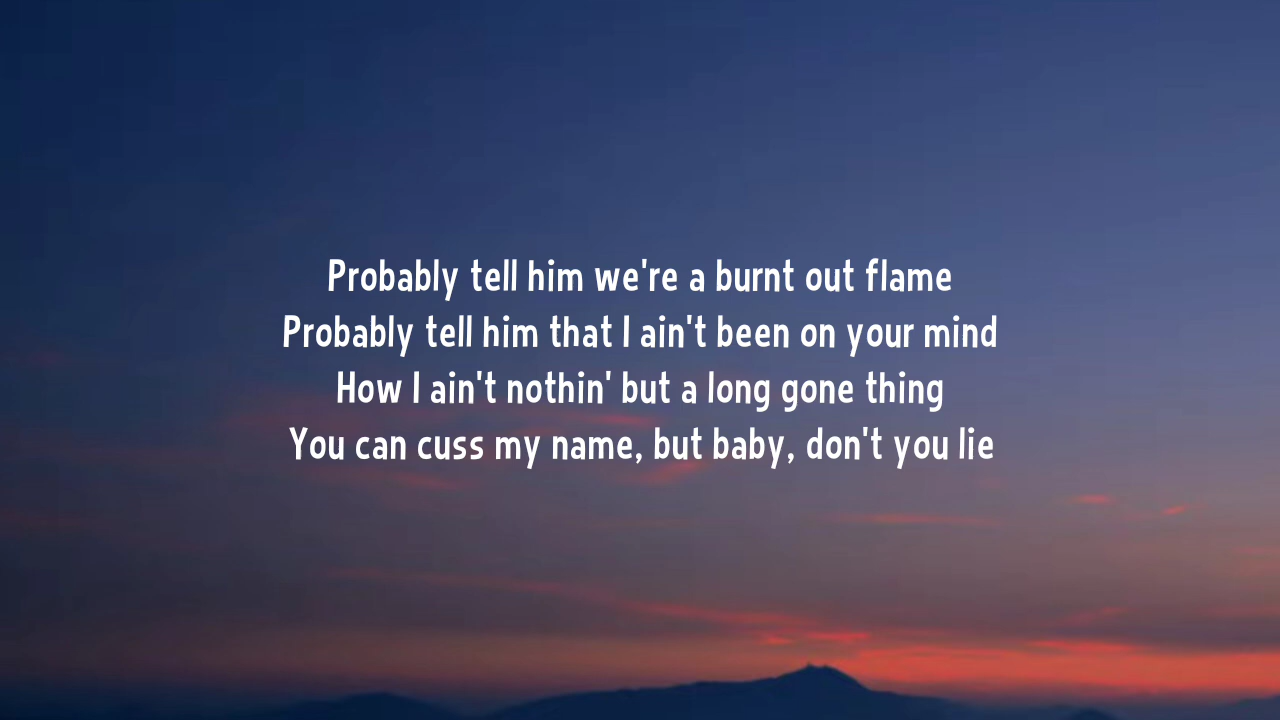 Probably tell him we're a burnt out flame
Probably tell him that I ain't been on your mind
How I ain't nothin' but a long gone thing
You can cuss my name, but baby, don't you lie